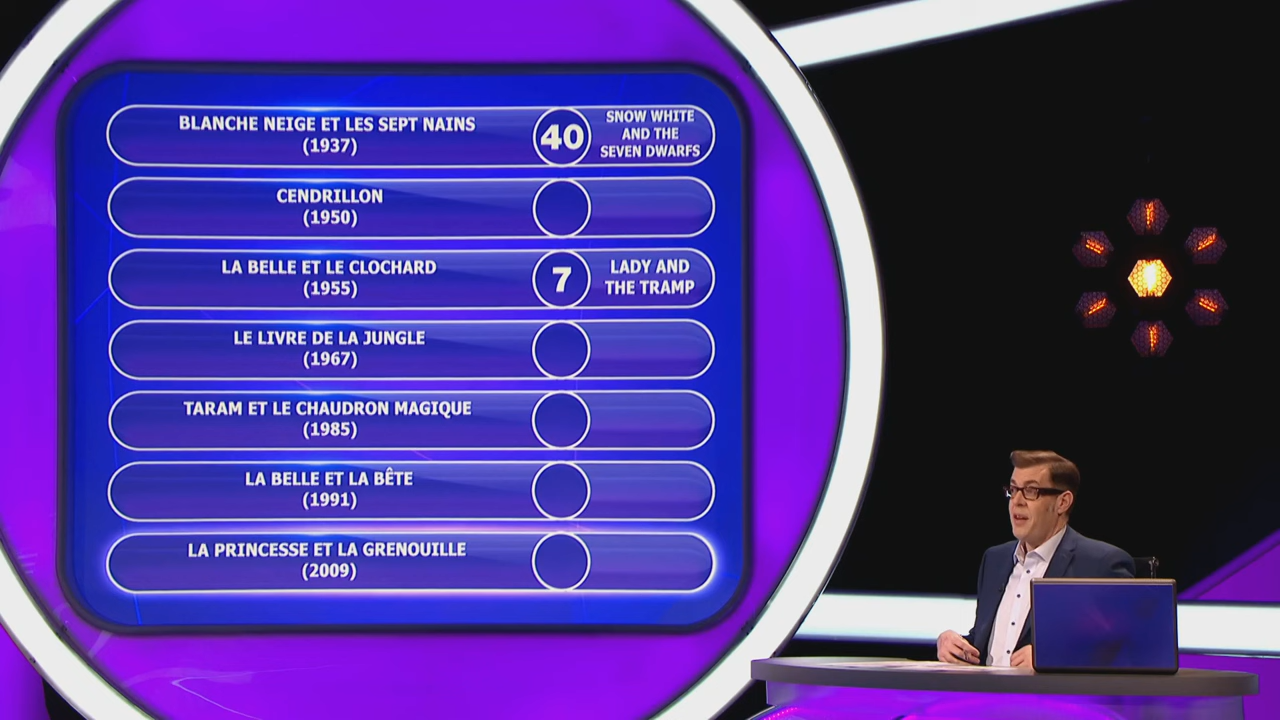 BLANCHE NEIGE ET LES SEPT NAINS
(1937)
40
SNOW WHITE
AND THE
SEVEN DWARFS
CENDRILLON
(1950)
LA BELLE ET LE CLOCHARD
(1955)
7
LADY AND
THE TRAMP
LE LIVRE DE LA JUNGLE
(1967)
TARAM ET LE CHAUDRON MAGIQUE
(1985)
LA BELLE ET LA BÊTE
(1991)
LA PRINCESSE ET LA GRENOUILLE
(2009)